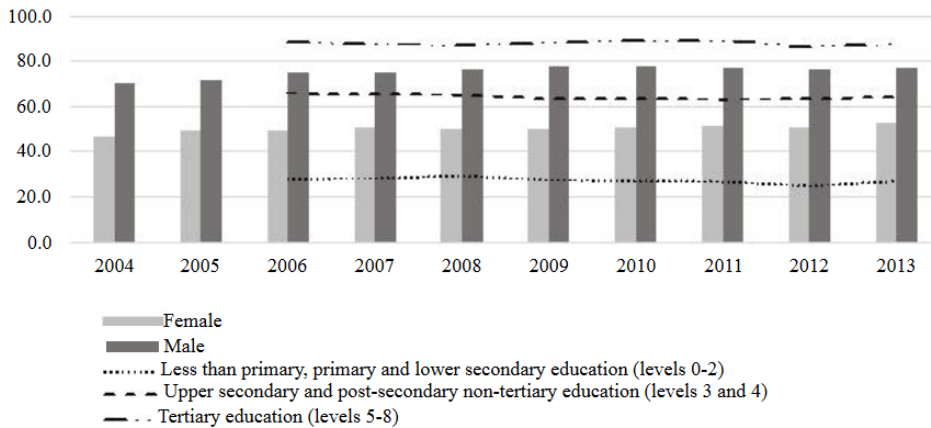 100.0
80.0
60.0
40.0
20.0
0.0
2004 2005 2006 2007 2008 2009 2010 2011 2012 2013
Female
Male
Less than primary, primary and lower secondary education (levels 0-2)
Upper secondary and post-secondary non-tertiary education (levels 3 and 4)
Tertiary education (levels 5-8)